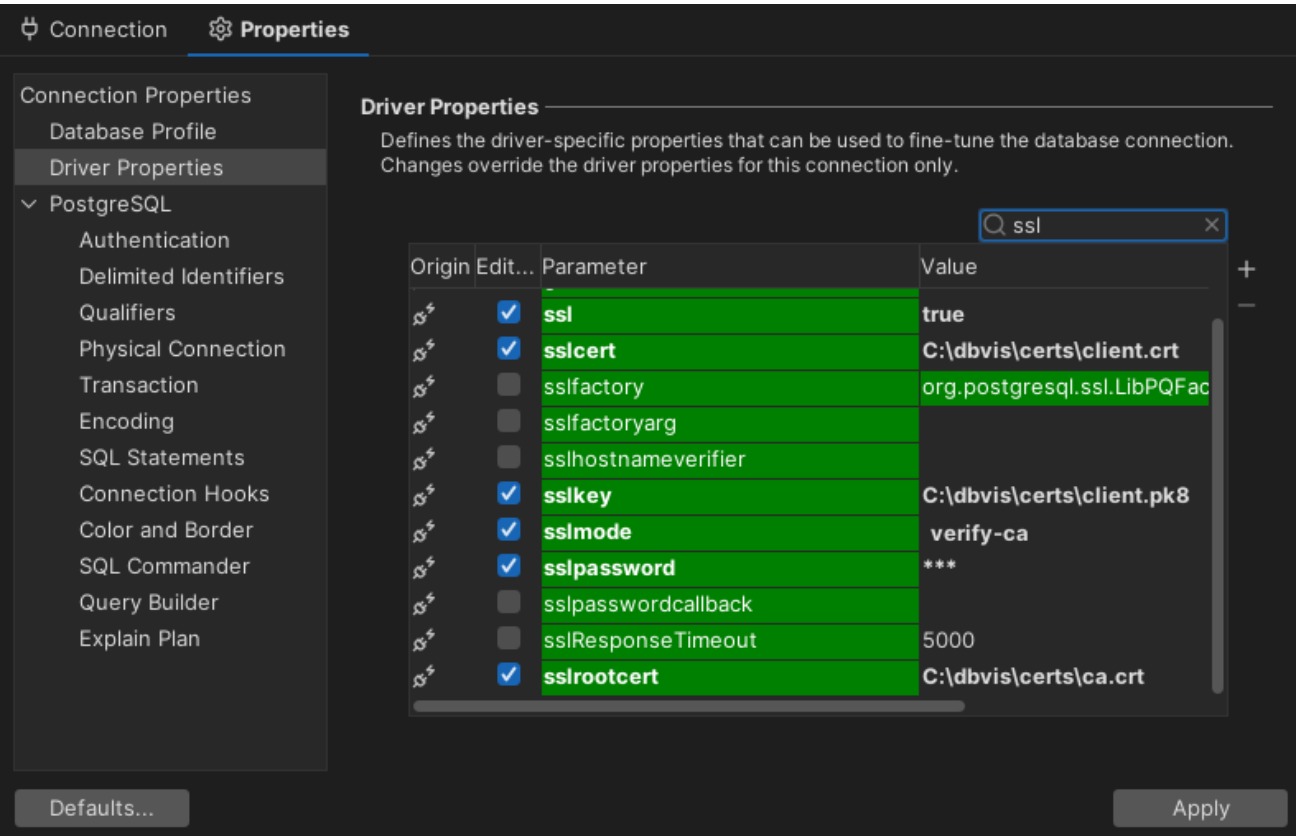 Connection Properties
Connection Properties
Database Profile
Driver Properties
PostgreSQL
Authentication
Delimited Identifiers
Qualifiers
Physical Connection
Transaction
Encoding
SQL Statements
Connection Hooks
Color and Border
SQL Commander
Query Builder
Explain Plan
Driver Properties
Defines the driver-specific properties that can be used to fine-tune the database connection.
Changes override the driver properties for this connection only.
ssl
Origin Edit... Parameter Value
ssl true
sslcert C:\dbvis\certs\client.crt
sslfactory org.postgresql.ssl.LibPQFac
sslfactoryarg
sslhostnameverifier
sslkey C:\dbvis\certs\client.pk8
sslmode verify-ca
sslpassword ***
sslpasswordcallback
sslResponseTimeout 5000
sslrootcert C:\dbvis\certs\ca.crt
Defaults... Apply